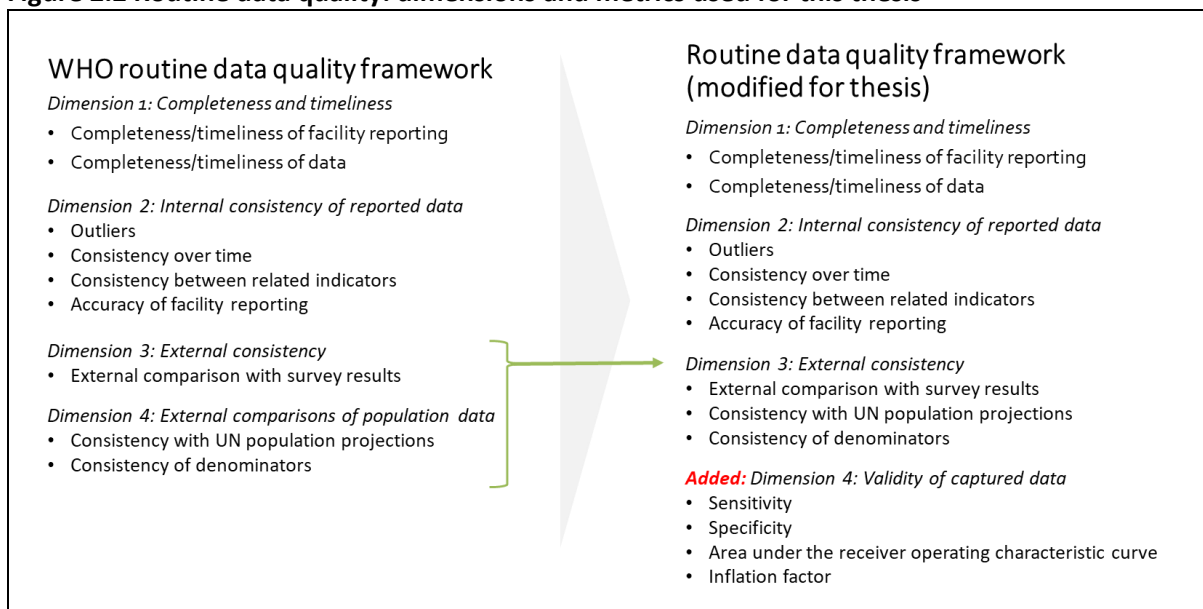 Figure 2.2 Routine data quality: dimensions and metrics used for this thesis
WHO routine data quality framework
Dimension 1: Completeness and timeliness
• Completeness/timeliness of facility reporting
• Completeness/timeliness of data
Dimension 2: Internal consistency of reported data
• Outliers
• Consistency over time
• Consistency between related indicators
• Accuracy of facility reporting
Dimension 3: External consistency
• External comparison with survey results
Dimension 4: External comparisons of population data
• Consistency with UN population projections
• Consistency of denominators
Routine data quality framework
(modified for thesis)
Dimension 1: Completeness and timeliness
• Completeness/timeliness of facility reporting
• Completeness/timeliness of data
Dimension 2: Internal consistency of reported data
• Outliers
• Consistency over time
• Consistency between related indicators
• Accuracy of facility reporting
Dimension 3: External consistency
• External comparison with survey results
• Consistency with UN population projections
• Consistency of denominators
Added: Dimension 4: Validity of captured data
• Sensitivity
• Specificity
• Area under the receiver operating characteristic curve
• Inflation factor